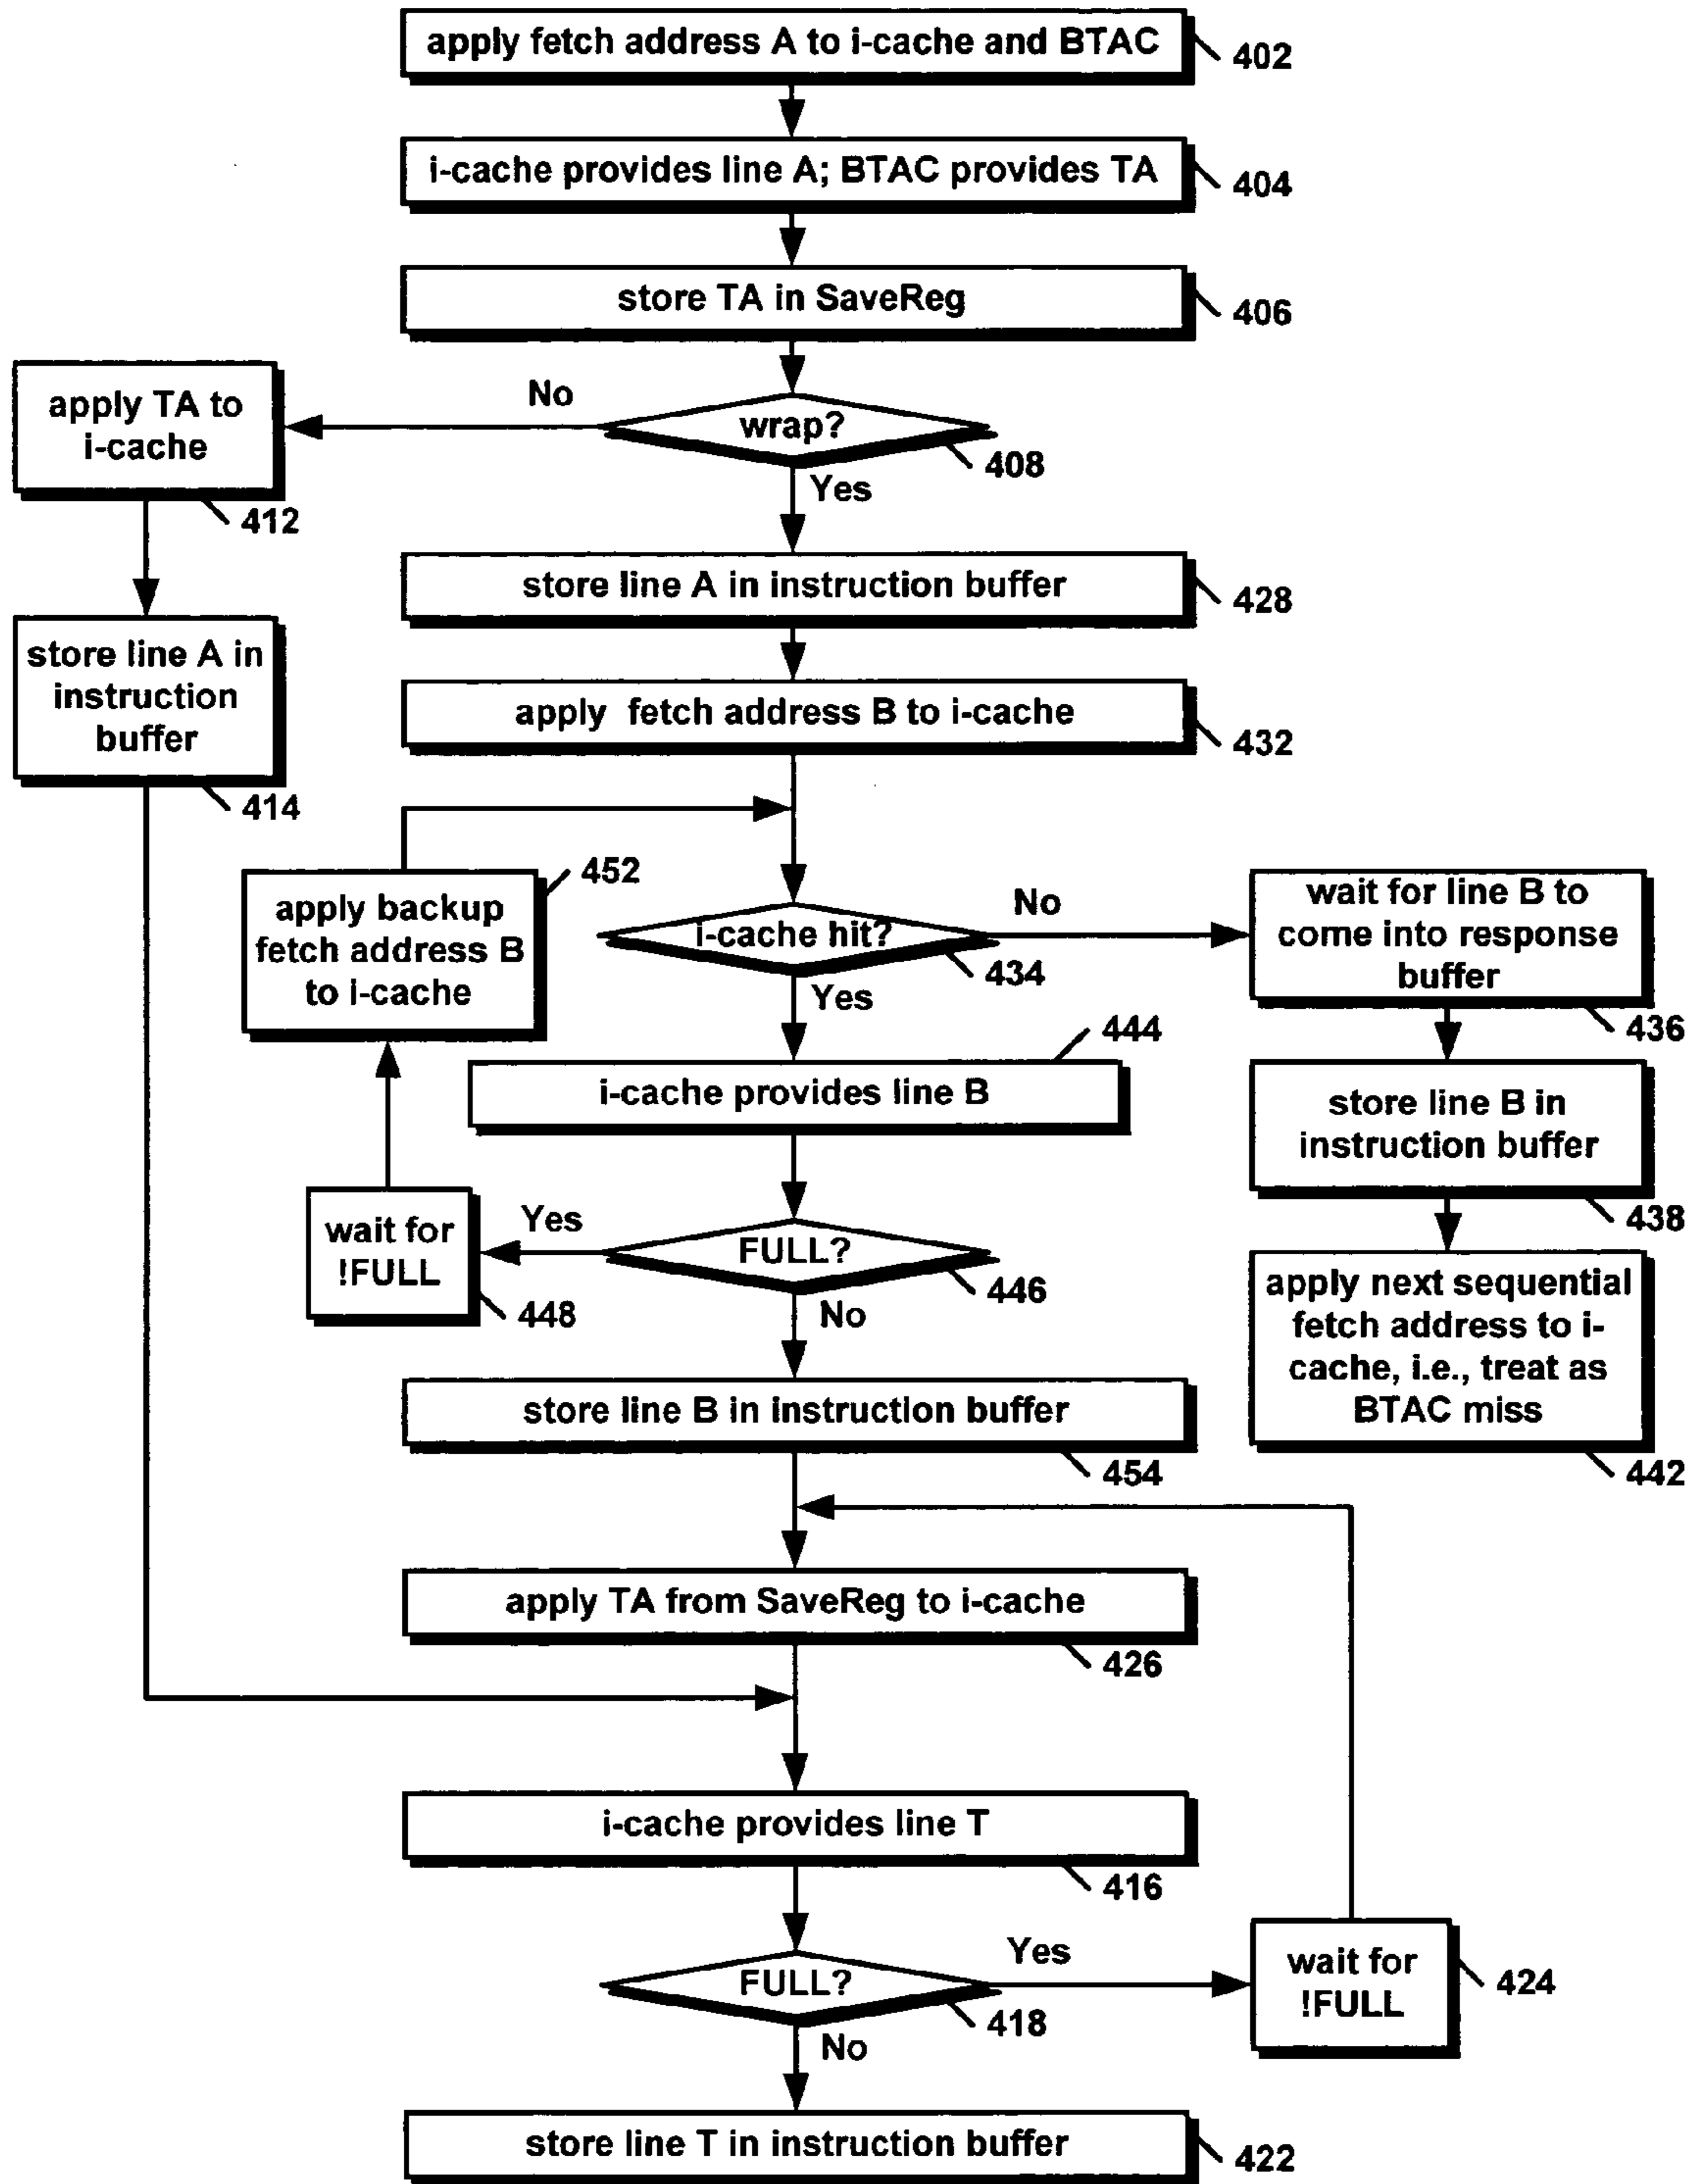 apply fetch address A to i-cache and BTAC
402
i-cache provides line A; BTAC provides TA
404
store TA in SaveReg
406
wrap?
408
No
Yes
apply TA to
i-cache
412
store line A in
instruction
buffer
414
store line A in instruction buffer
428
apply fetch address B to i-cache
432
apply backup
fetch address B
to i-cache
452
i-cache hit?
434
No
Yes
wait for line B to
come into response
buffer
436
store line B in
instruction buffer
438
apply next sequential
fetch address to i-
cache, i.e., treat as
BTAC miss
442
i-cache provides line B
444
FULL?
446
Yes
No
wait for
!FULL
448
store line B in instruction buffer
454
apply TA from SaveReg to i-cache
426
i-cache provides line T
416
FULL?
418
Yes
No
wait for
!FULL
424
store line T in instruction buffer
422